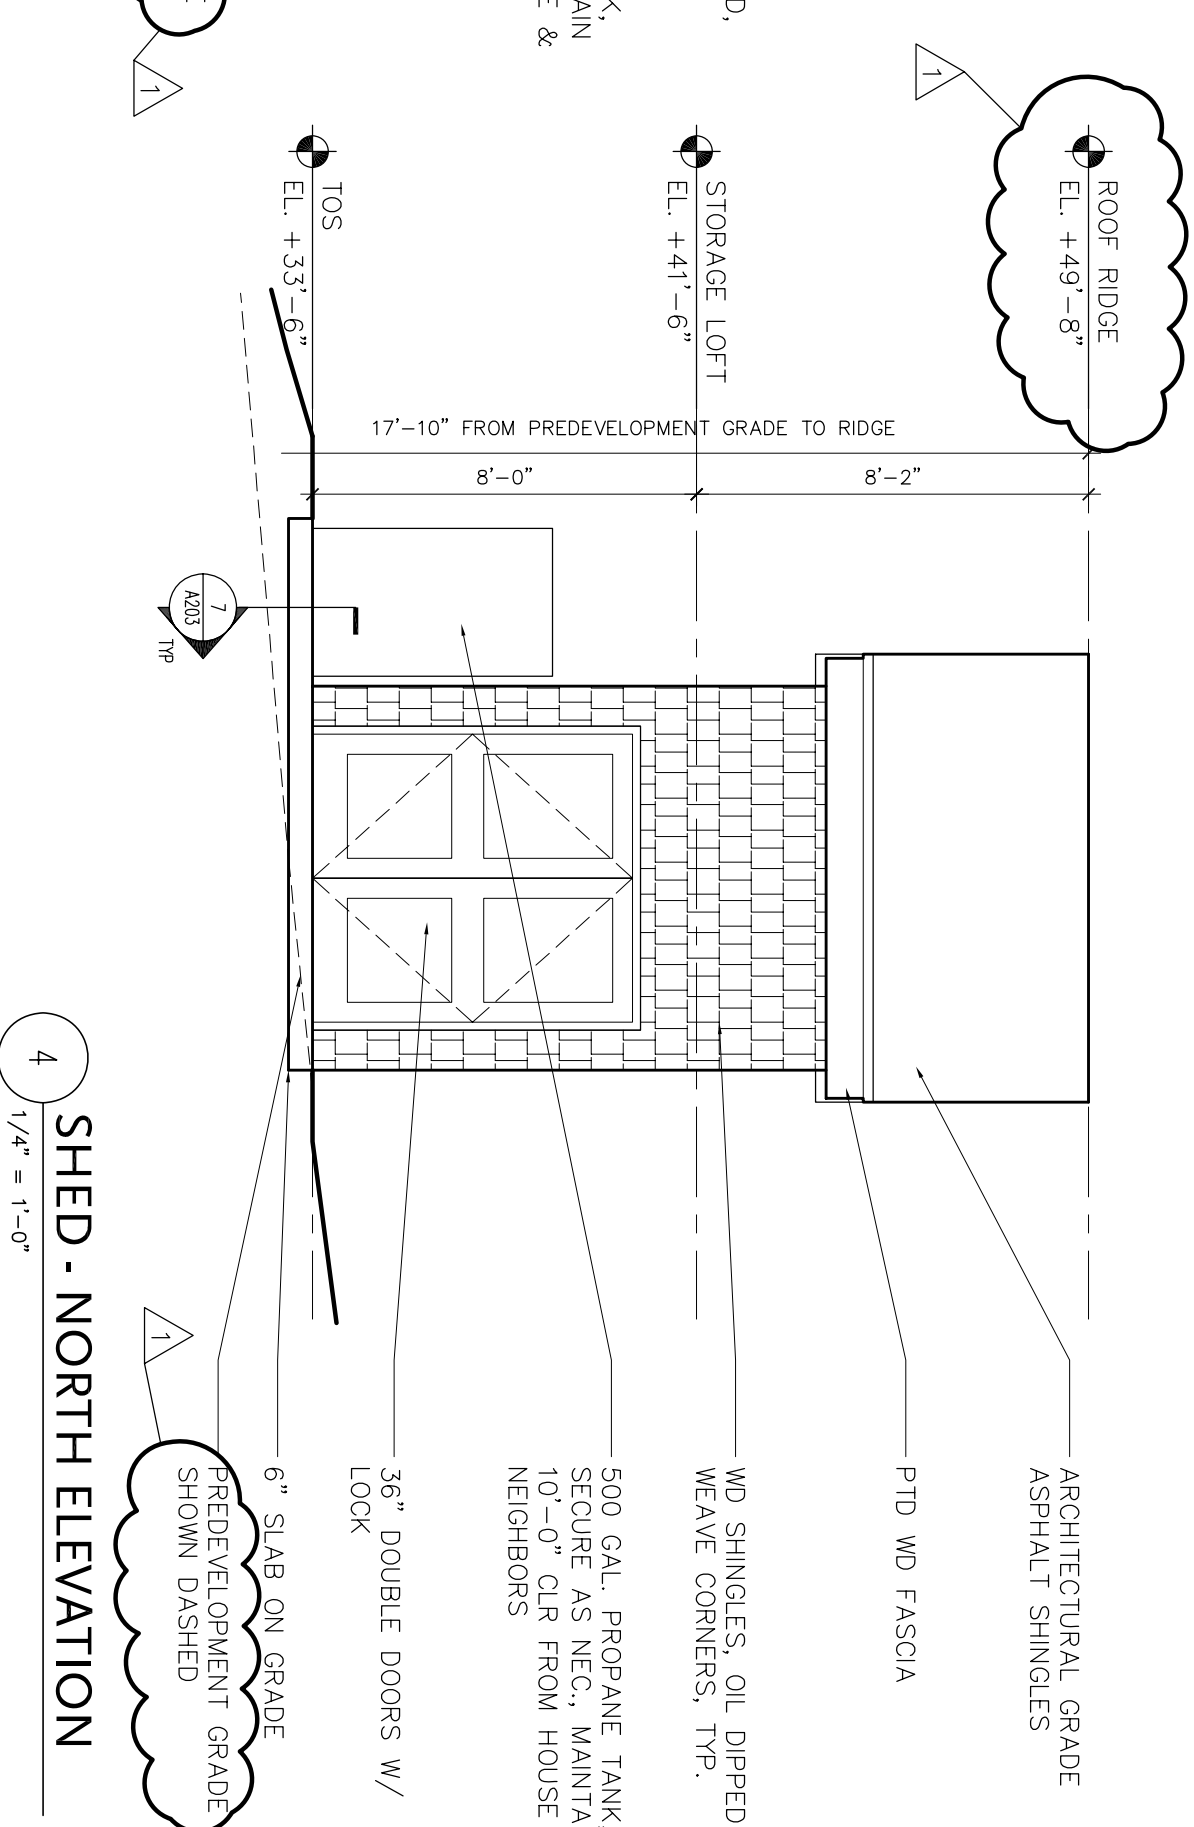 D,
K,
AIN
E &
1
1
ROOF RIDGE
EL. +49'-8"
STORAGE LOFT
EL. +41'-6"
TOS
EL. +33'-6"
17'-10" FROM PREDEVELOPMENT GRADE TO RIDGE
8'-2"
8'-0"
7
A203
TYP
ARCHITECTURAL GRADE
ASPHALT SHINGLES
PTD WD FASCIA
WD SHINGLES, OIL DIPPED
WEAVE CORNERS, TYP.
500 GAL. PROPANE TANK,
SECURE AS NEC., MAINTA
10'-0" CLR FROM HOUSE
NEIGHBORS
36" DOUBLE DOORS W/
LOCK
6" SLAB ON GRADE
PREDEVELOPMENT GRADE
SHOWN DASHED
1
4
SHED - NORTH ELEVATION
1/4" = 1'-0"